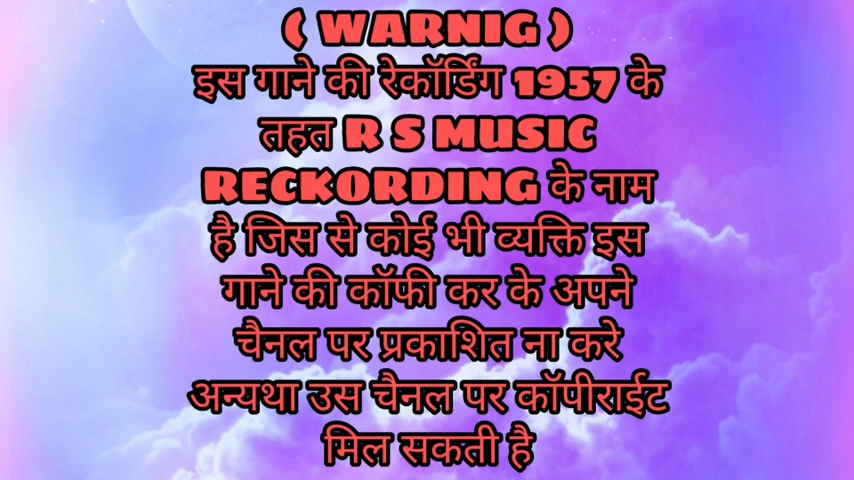 ( WARNIG )
इस गाने की रेकॉर्डिंग 1957 के
तहत R S MUSIC
RECKORDING के नाम
है जिस से कोई भी व्यक्ति इस
गाने की कॉफी कर के अपने
चैनल पर प्रकाशित ना करे
अन्यथा उस चैनल पर कॉपीराईट
मिल सकती है